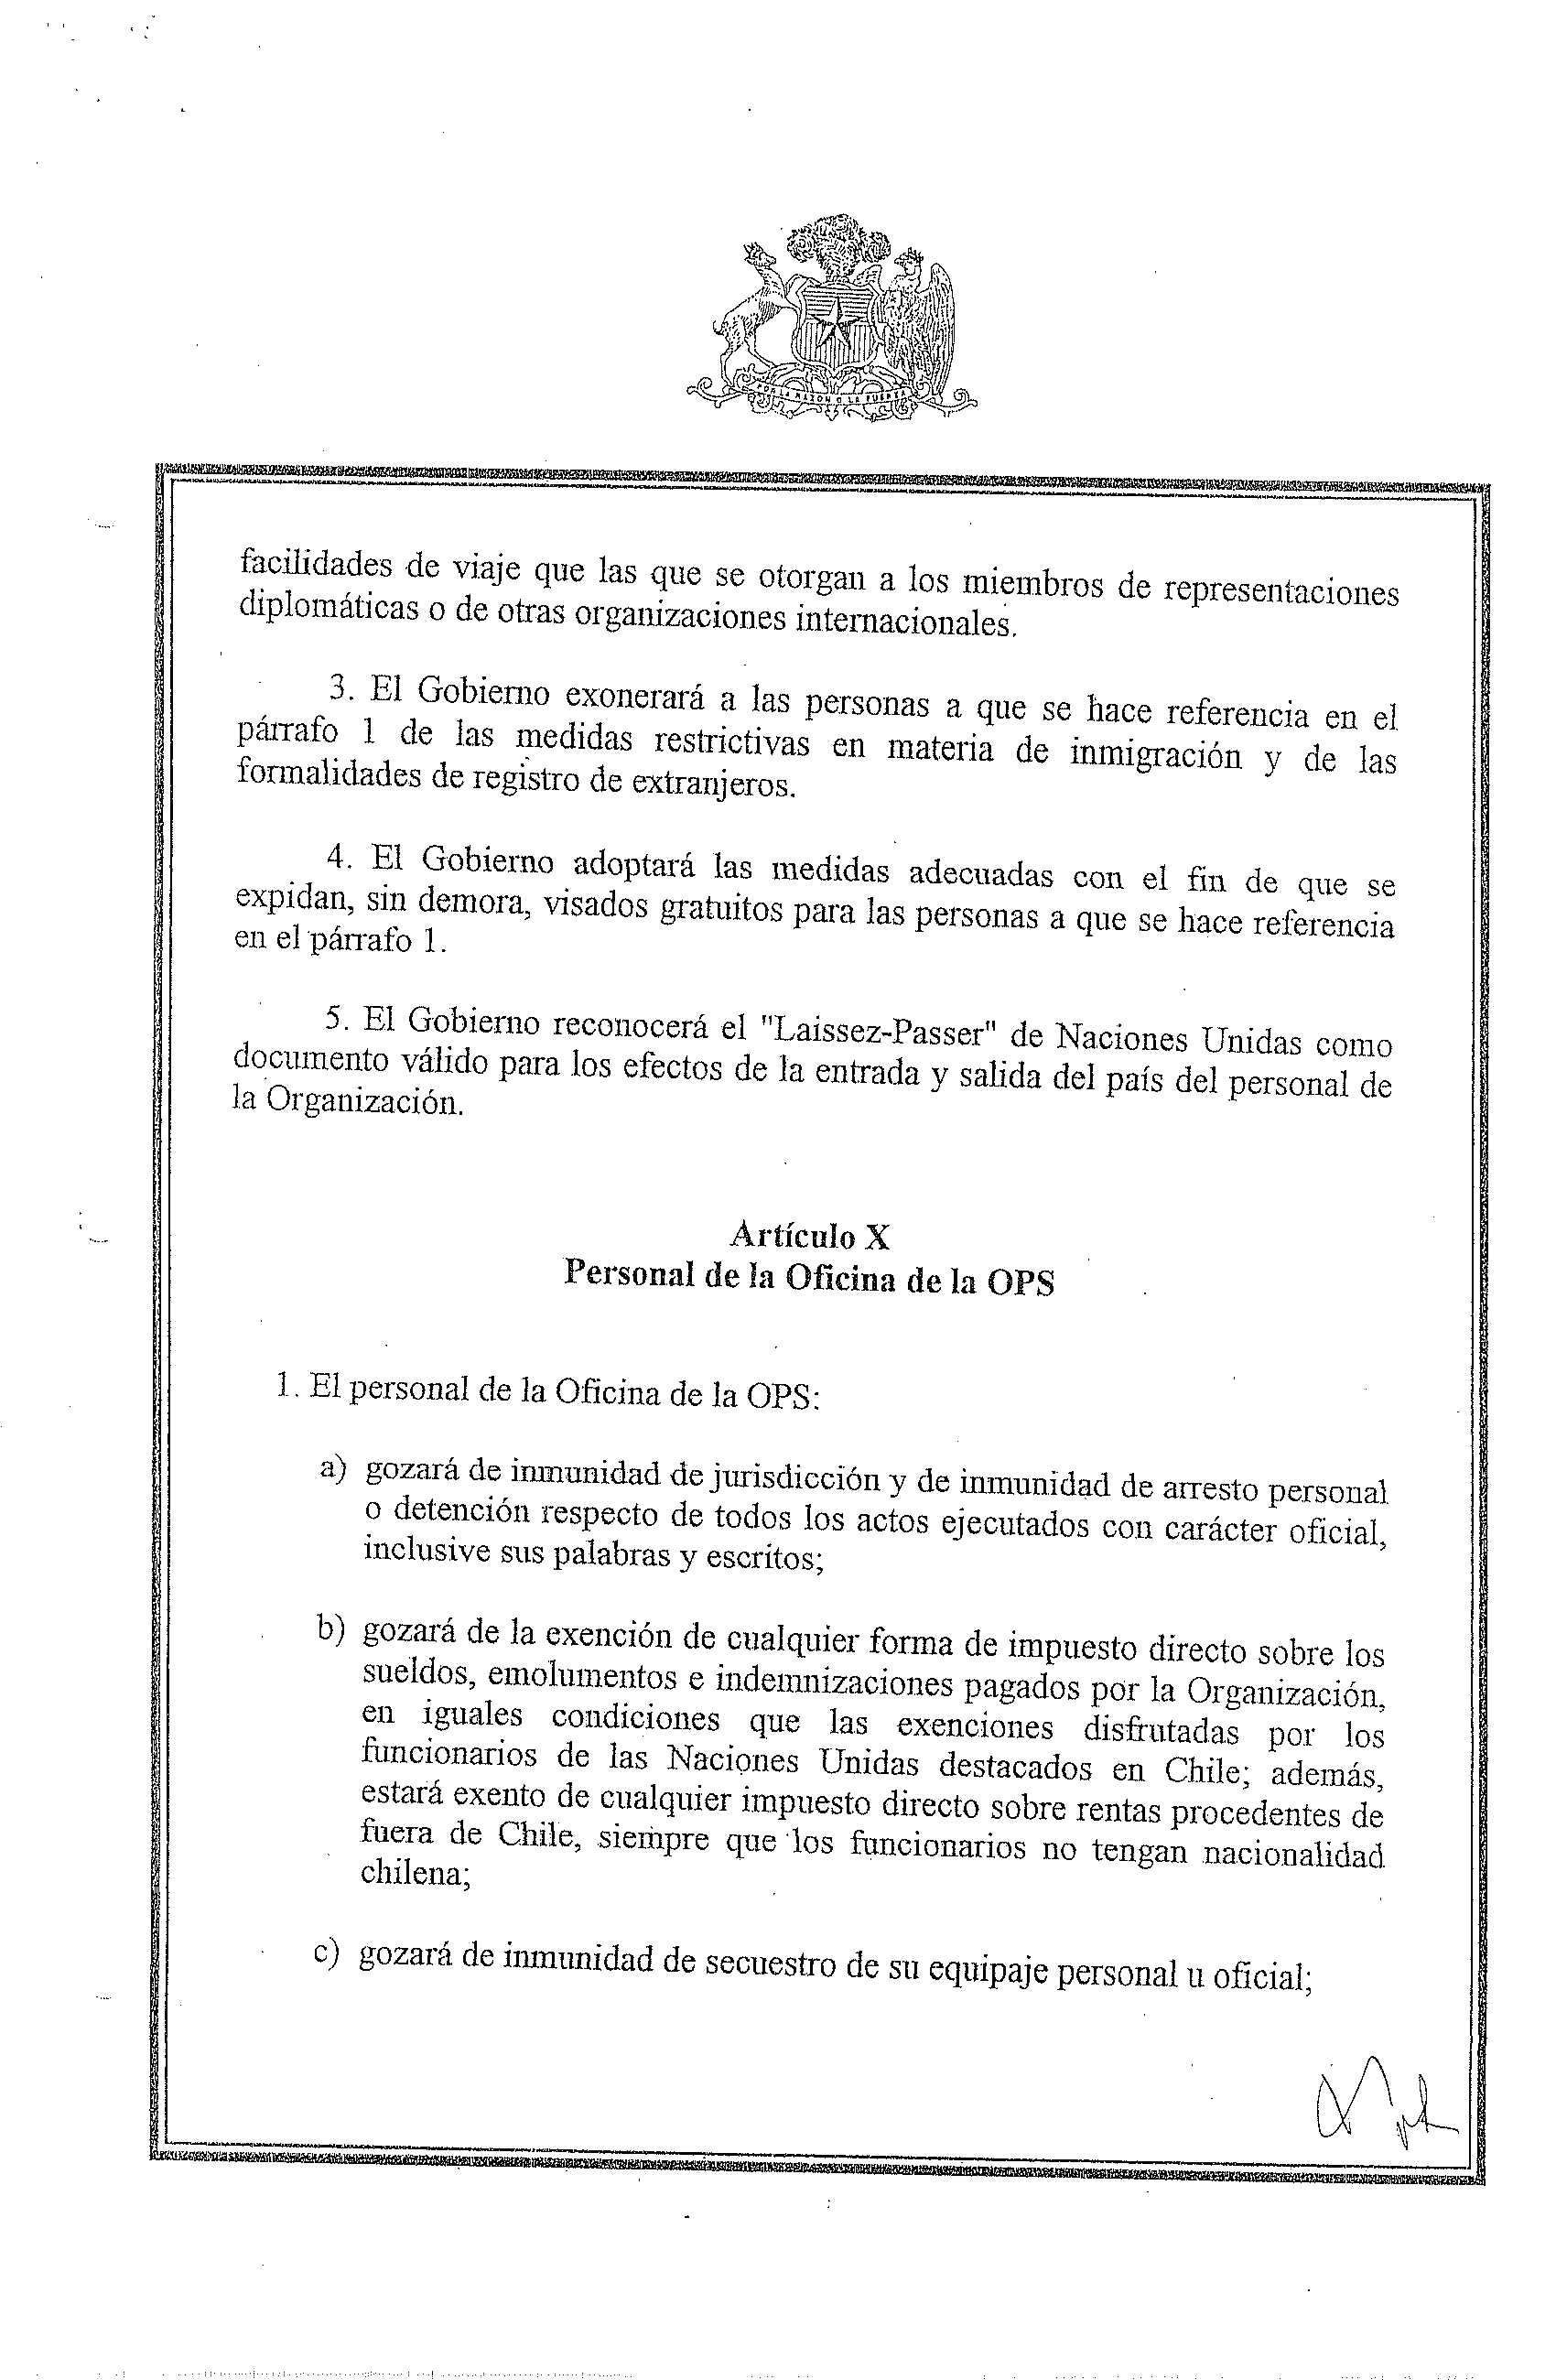 POR LA RAZON O LA FUERZA
facilidades de viaje que las que se otorgan a los miembros de representaciones
diplomáticas o de otras organizaciones internacionales.
3. El Gobierno exonerará a las personas a que se hace referencia en el
párrafo 1 de las medidas restrictivas en materia de inmigración y de las
formalidades de registro de extranjeros.
4. El Gobierno adoptará las medidas adecuadas con el fin de que se
expidan, sin demora, visados gratuitos para las personas a que se hace referencia
en el párrafo 1.
5. El Gobierno reconocerá el "Laissez-Passer" de Naciones Unidas como
documento válido para los efectos de la entrada y salida del país del personal de
la Organización.
Artículo X
Personal de la Oficina de la OPS
1. El personal de la Oficina de la OPS:
a) gozará de inmunidad de jurisdicción y de inmunidad de arresto personal
o detención respecto de todos los actos ejecutados con carácter oficial,
inclusive sus palabras y escritos;
b) gozará de la exención de cualquier forma de impuesto directo sobre los
sueldos, emolumentos e indemnizaciones pagados por la Organización,
en iguales condiciones que las exenciones disfrutadas por los
funcionarios de las Naciones Unidas destacados en Chile; además,
estará exento de cualquier impuesto directo sobre rentas procedentes de
fuera de Chile, siempre que los funcionarios no tengan nacionalidad
chilena;
c) gozará de inmunidad de secuestro de su equipaje personal u oficial;